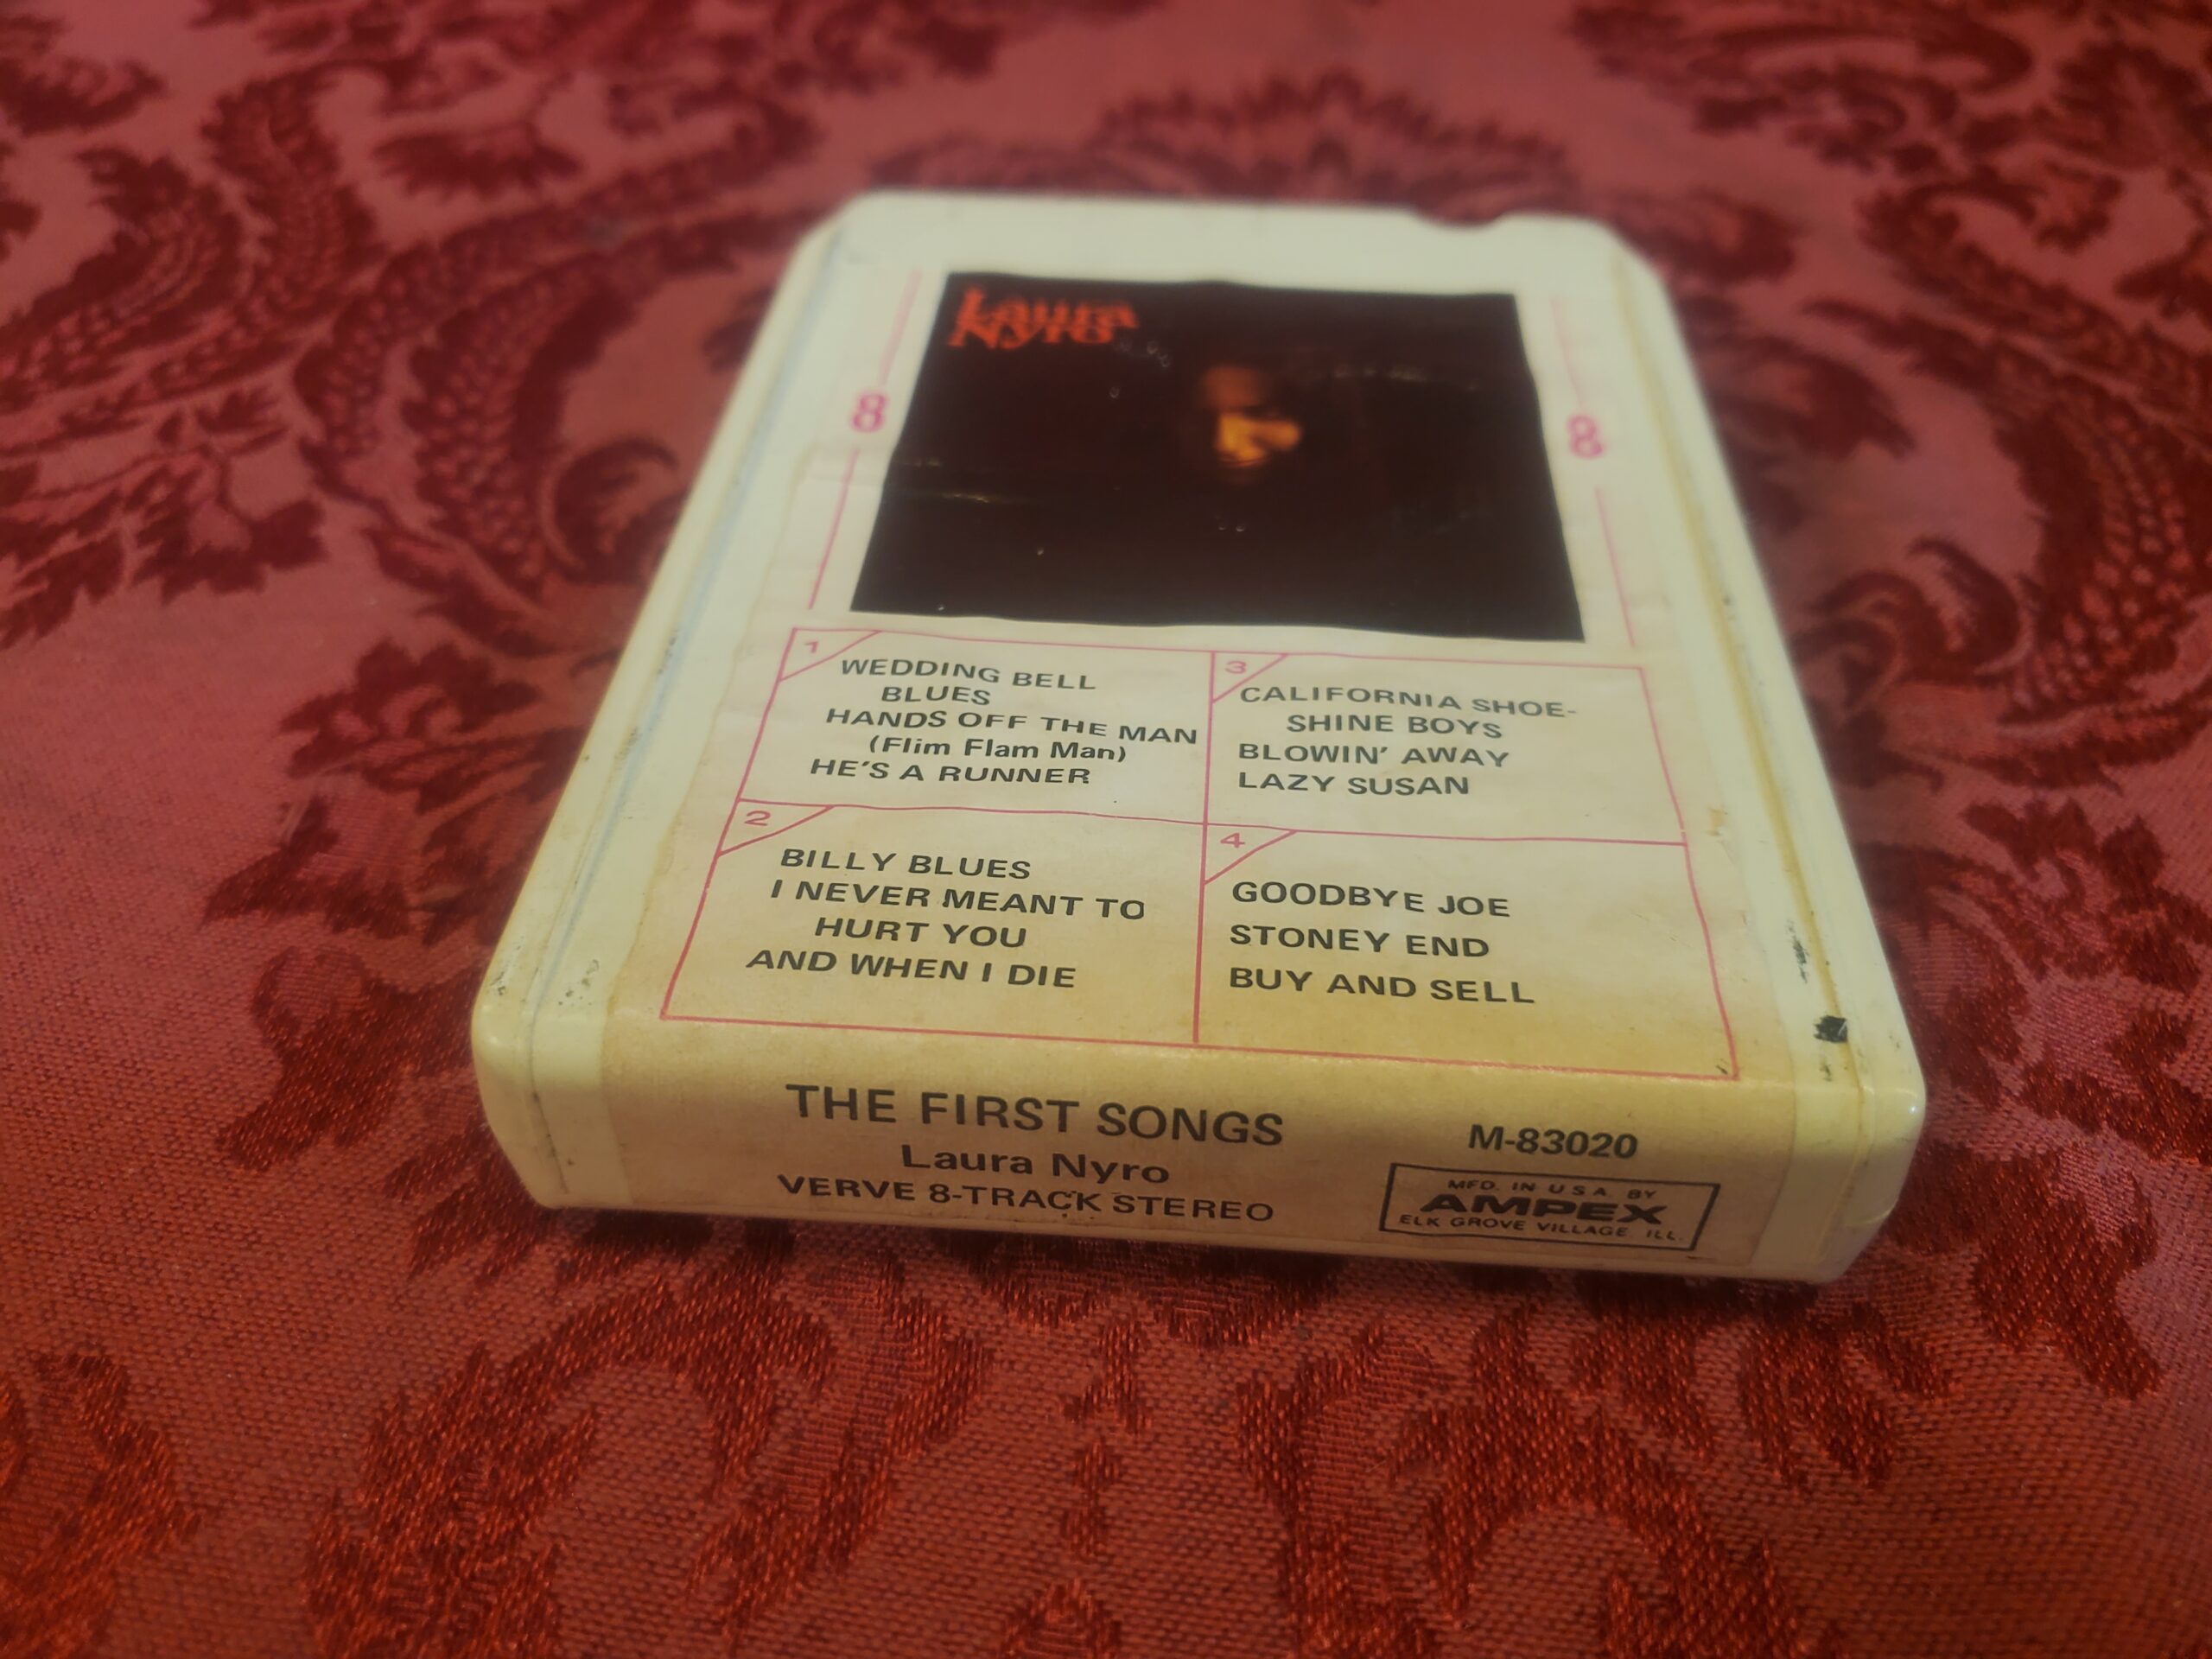 Laura
Nyro
8
8
1
WEDDING BELL
BLUES
HANDS OFF THE MAN
(Flim Flam Man)
HE'S A RUNNER
2
BILLY BLUES
I NEVER MEANT TO
HURT YOU
AND WHEN I DIE
3
CALIFORNIA SHOE-
SHINE BOYS
BLOWIN' AWAY
LAZY SUSAN
4
GOODBYE JOE
STONEY END
BUY AND SELL
THE FIRST SONGS
Laura Nyro
VERVE 8-TRACK STEREO
M-83020
MFD. IN U.S.A. BY
AMPEX
ELK GROVE VILLAGE, ILL.